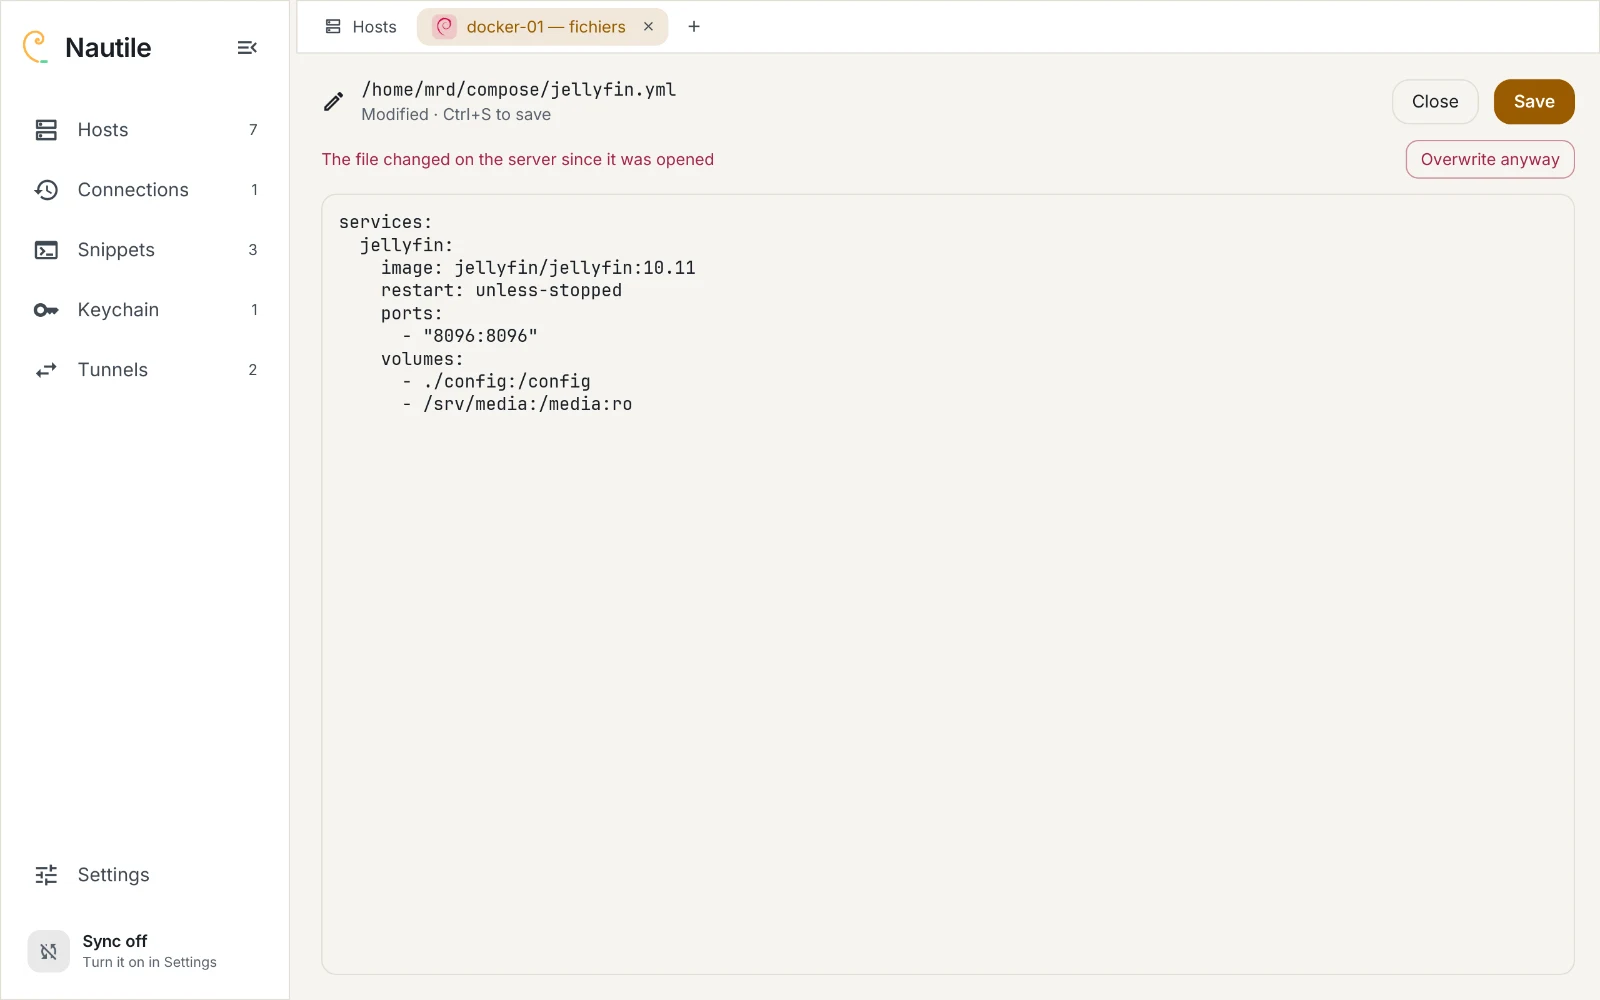 Nautile
Hosts 7
Connections 1
Snippets 3
Keychain 1
Tunnels 2
Settings
Sync off
Turn it on in Settings
Hosts
docker-01 — fichiers
/home/mrd/compose/jellyfin.yml
Modified · Ctrl+S to save
Close
Save
The file changed on the server since it was opened
Overwrite anyway
services:
  jellyfin:
    image: jellyfin/jellyfin:10.11
    restart: unless-stopped
    ports:
      - "8096:8096"
    volumes:
      - ./config:/config
      - /srv/media:/media:ro